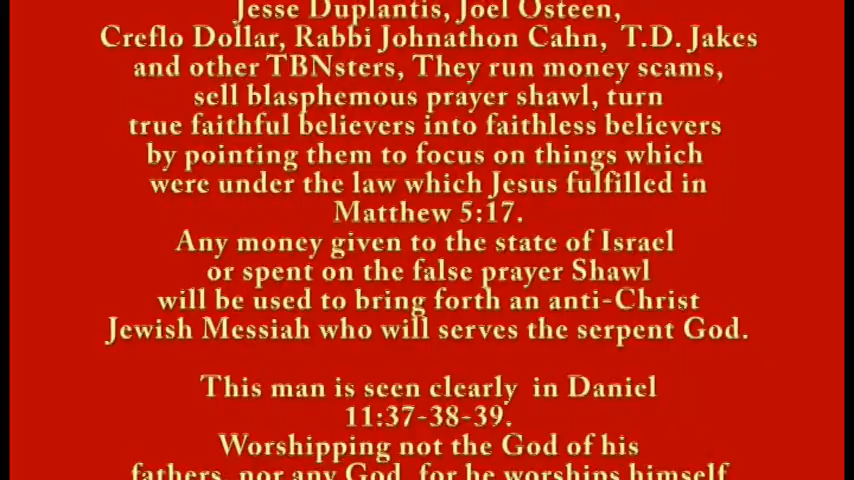 Jesse Duplantis, Joel Osteen,
Creflo Dollar, Rabbi Johnathon Cahn, T.D. Jakes
and other TBNsters, They run money scams,
sell blasphemous prayer shawl, turn
true faithful believers into faithless believers
by pointing them to focus on things which
were under the law which Jesus fulfilled in
Matthew 5:17.
Any money given to the state of Israel
or spent on the false prayer Shawl
will be used to bring forth an anti-Christ
Jewish Messiah who will serves the serpent God.
This man is seen clearly in Daniel
11:37-38-39.
Worshipping not the God of his
fathers, nor any God, for he worships himself